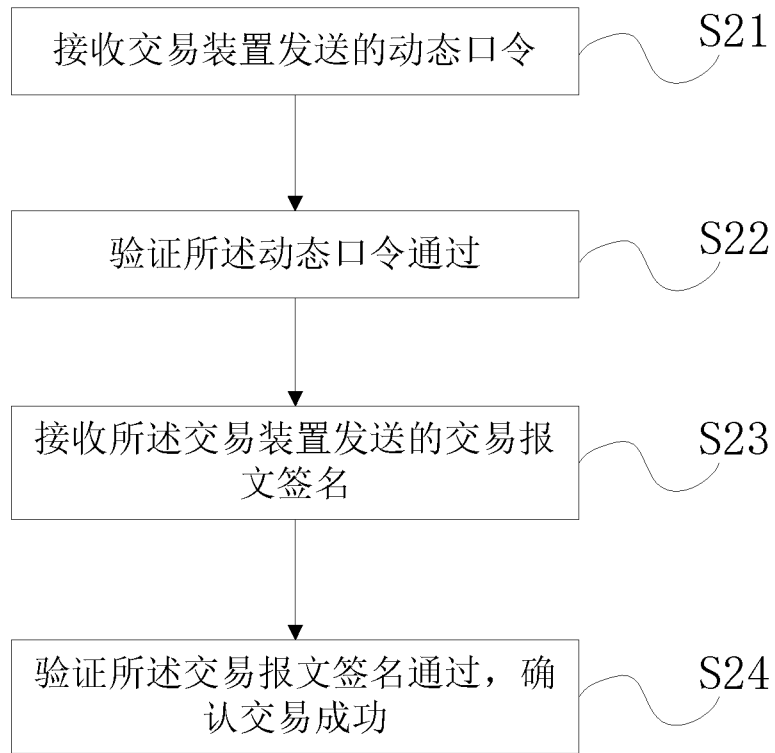 接收交易装置发送的动态口令
S21
验证所述动态口令通过
S22
接收所述交易装置发送的交易报
文签名
S23
验证所述交易报文签名通过，确
认交易成功
S24